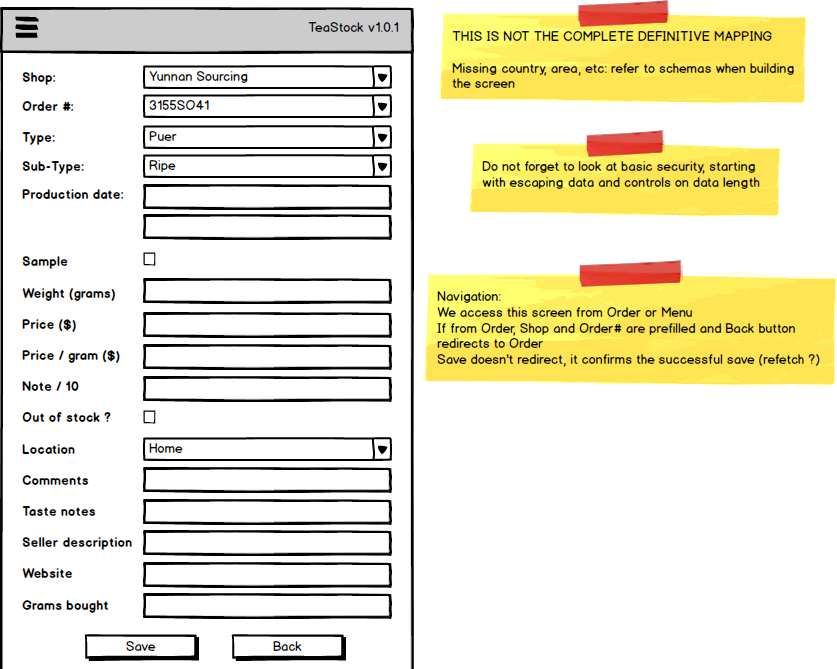 TeaStock v1.0.1
Shop: Yunnan Sourcing
Order #: 3155SO41
Type: Puer
Sub-Type: Ripe
Production date:
Sample
Weight (grams)
Price ($)
Price / gram ($)
Note / 10
Out of stock ?
Location Home
Comments
Taste notes
Seller description
Website
Grams bought
Save Back
THIS IS NOT THE COMPLETE DEFINITIVE MAPPING
Missing country, area, etc: refer to schemas when building
the screen
Do not forget to look at basic security, starting
with escaping data and controls on data length
Navigation:
We access this screen from Order or Menu
If from Order, Shop and Order# are prefilled and Back button
redirects to Order
Save doesn't redirect, it confirms the successful save (refetch ?)